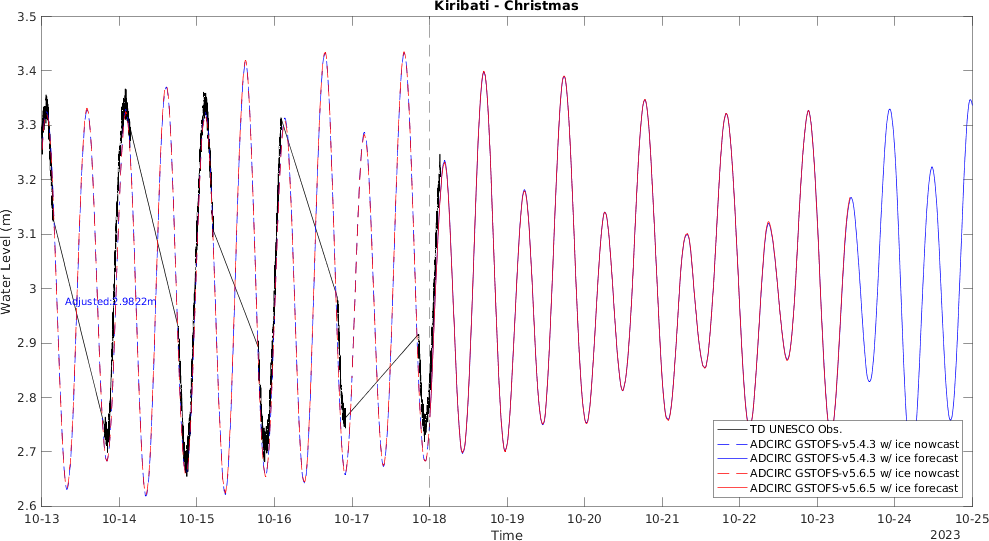 Kiribati - Christmas
3.5
3.4
3.3
3.2
3.1
3
2.9
2.8
2.7
2.6
Water Level (m)
Adjusted:2.9822m
TD UNESCO Obs.
ADCIRC GSTOFS-v5.4.3 w/ ice nowcast
ADCIRC GSTOFS-v5.4.3 w/ ice forecast
ADCIRC GSTOFS-v5.6.5 w/ ice nowcast
ADCIRC GSTOFS-v5.6.5 w/ ice forecast
10-13 10-14 10-15 10-16 10-17 10-18 10-19 10-20 10-21 10-22 10-23 10-24 10-25
Time
2023